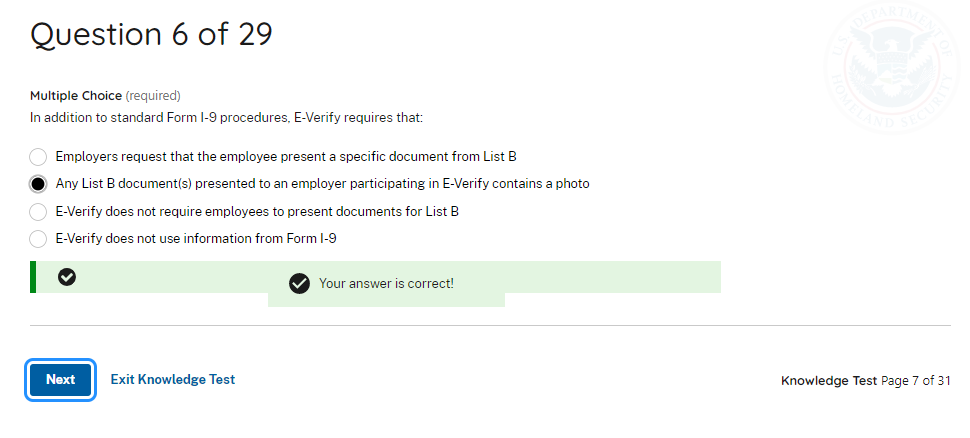 Question 6 of 29
U.S. DEPARTMENT OF
HOMELAND SECURITY
Multiple Choice (required)
In addition to standard Form I-9 procedures, E-Verify requires that:
Employers request that the employee present a specific document from List B
Any List B document(s) presented to an employer participating in E-Verify contains a photo
E-Verify does not require employees to present documents for List B
E-Verify does not use information from Form I-9
Your answer is correct!
Next
Exit Knowledge Test
Knowledge Test Page 7 of 31